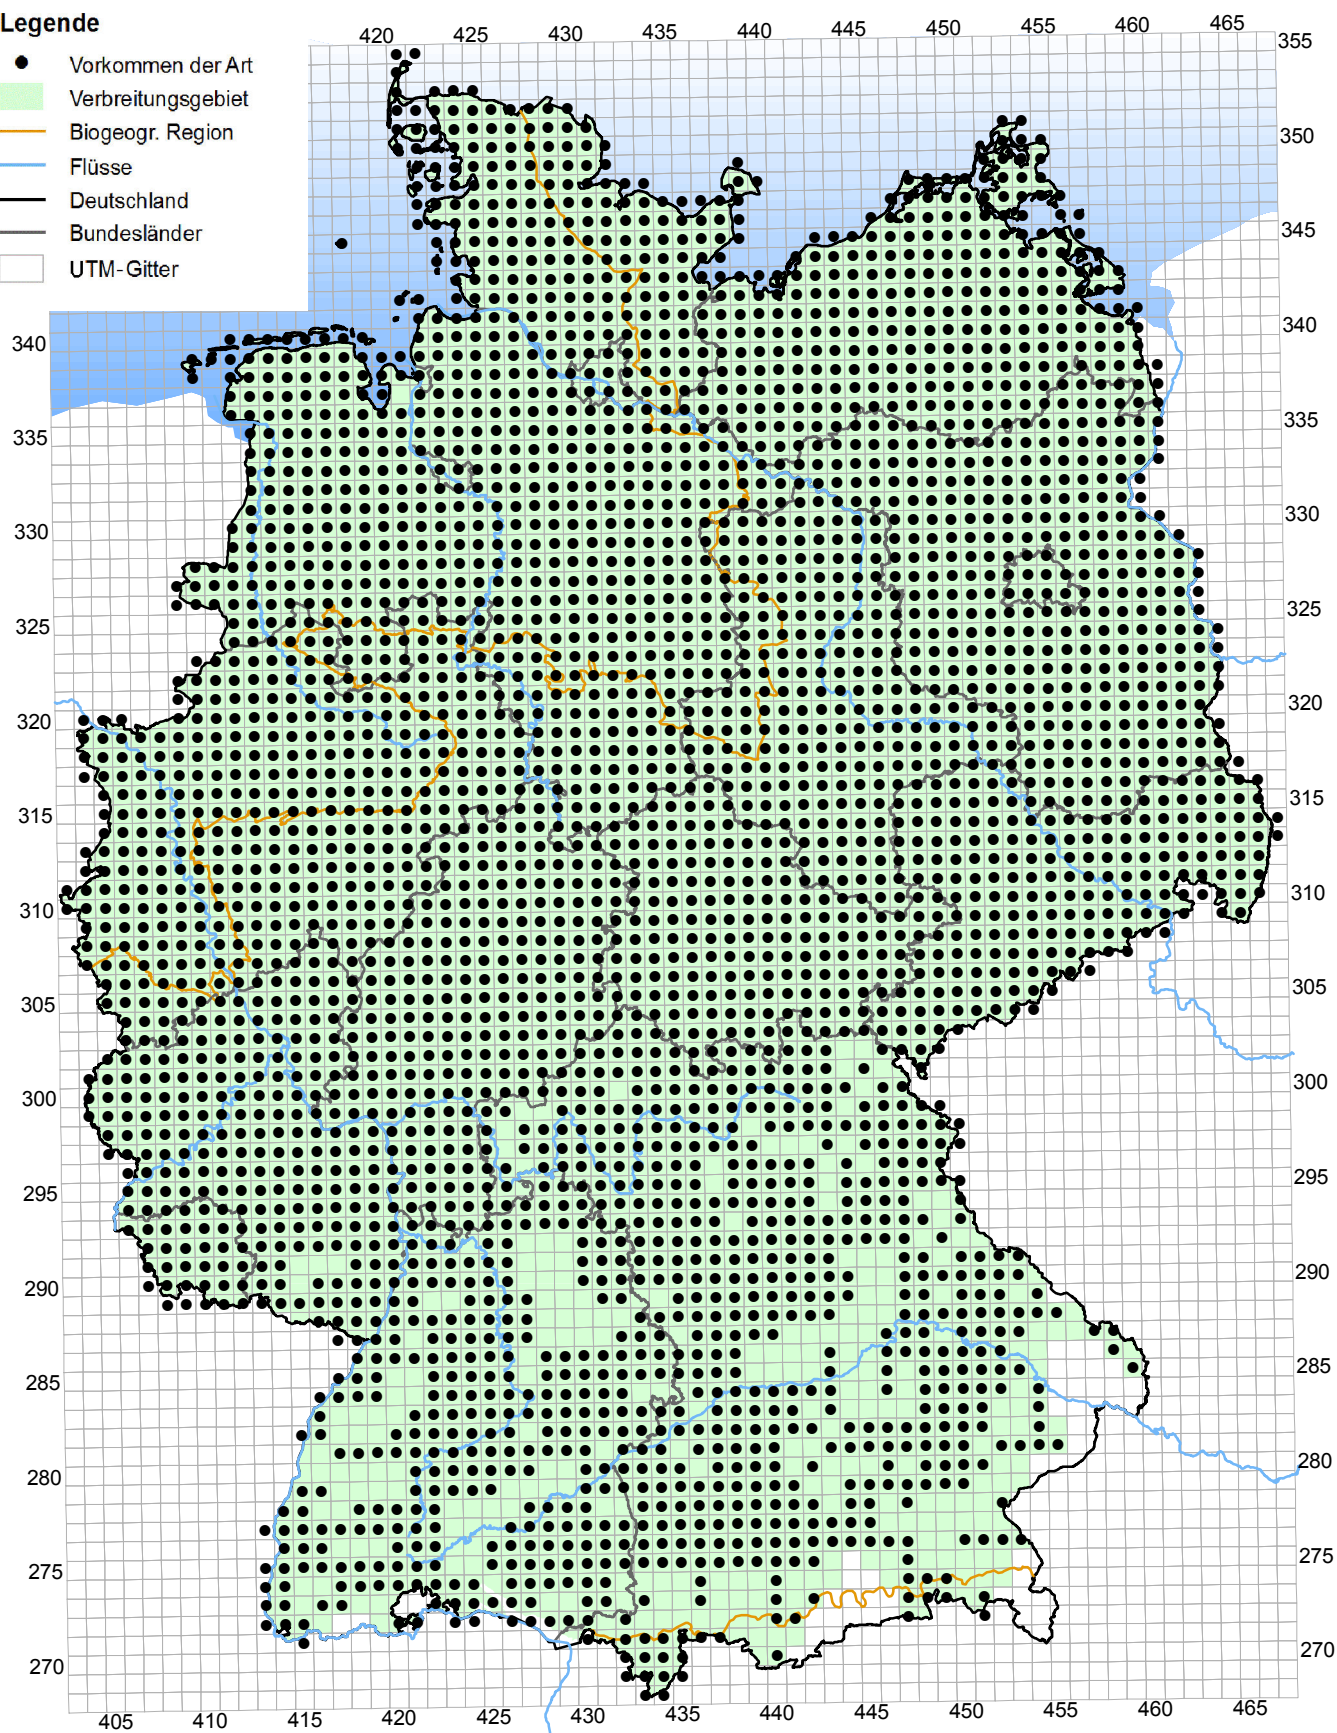 Legende
Vorkommen der Art
Verbreitungsgebiet
Biogeogr. Region
Flüsse
Deutschland
Bundesländer
UTM-Gitter
420 425 430 435 440 445 450 455 460 465
355
350
345
340 340
335 335
330 330
325 325
320 320
315 315
310 310
305 305
300 300
295 295
290 290
285 285
280 280
275 275
270 270
405 410 415 420 425 430 435 440 445 450 455 460 465